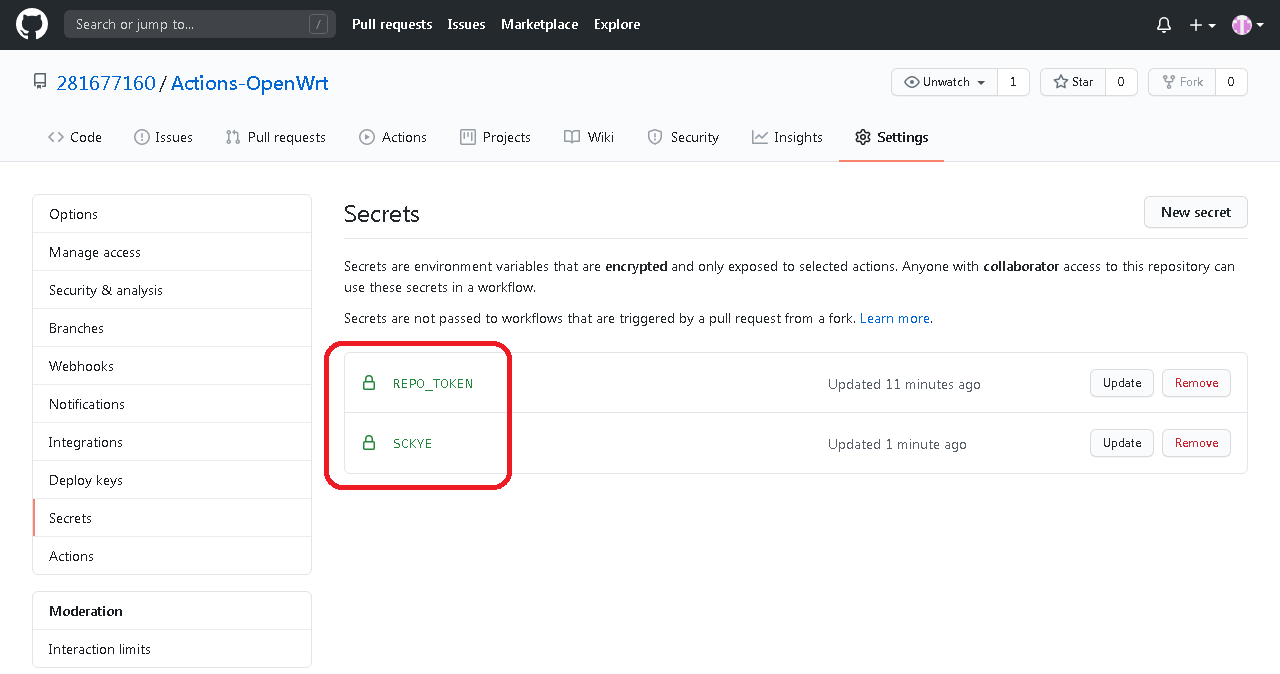 Search or jump to... /
Pull requests Issues Marketplace Explore
281677160 / Actions-OpenWrt
Unwatch 1 Star 0 Fork 0
Code Issues Pull requests Actions Projects Wiki Security Insights Settings
Options
Manage access
Security & analysis
Branches
Webhooks
Notifications
Integrations
Deploy keys
Secrets
Actions
Moderation
Interaction limits
Secrets
New secret
Secrets are environment variables that are encrypted and only exposed to selected actions. Anyone with collaborator access to this repository can
use these secrets in a workflow.
Secrets are not passed to workflows that are triggered by a pull request from a fork. Learn more.
REPO_TOKEN Updated 11 minutes ago Update Remove
SCKYE Updated 1 minute ago Update Remove